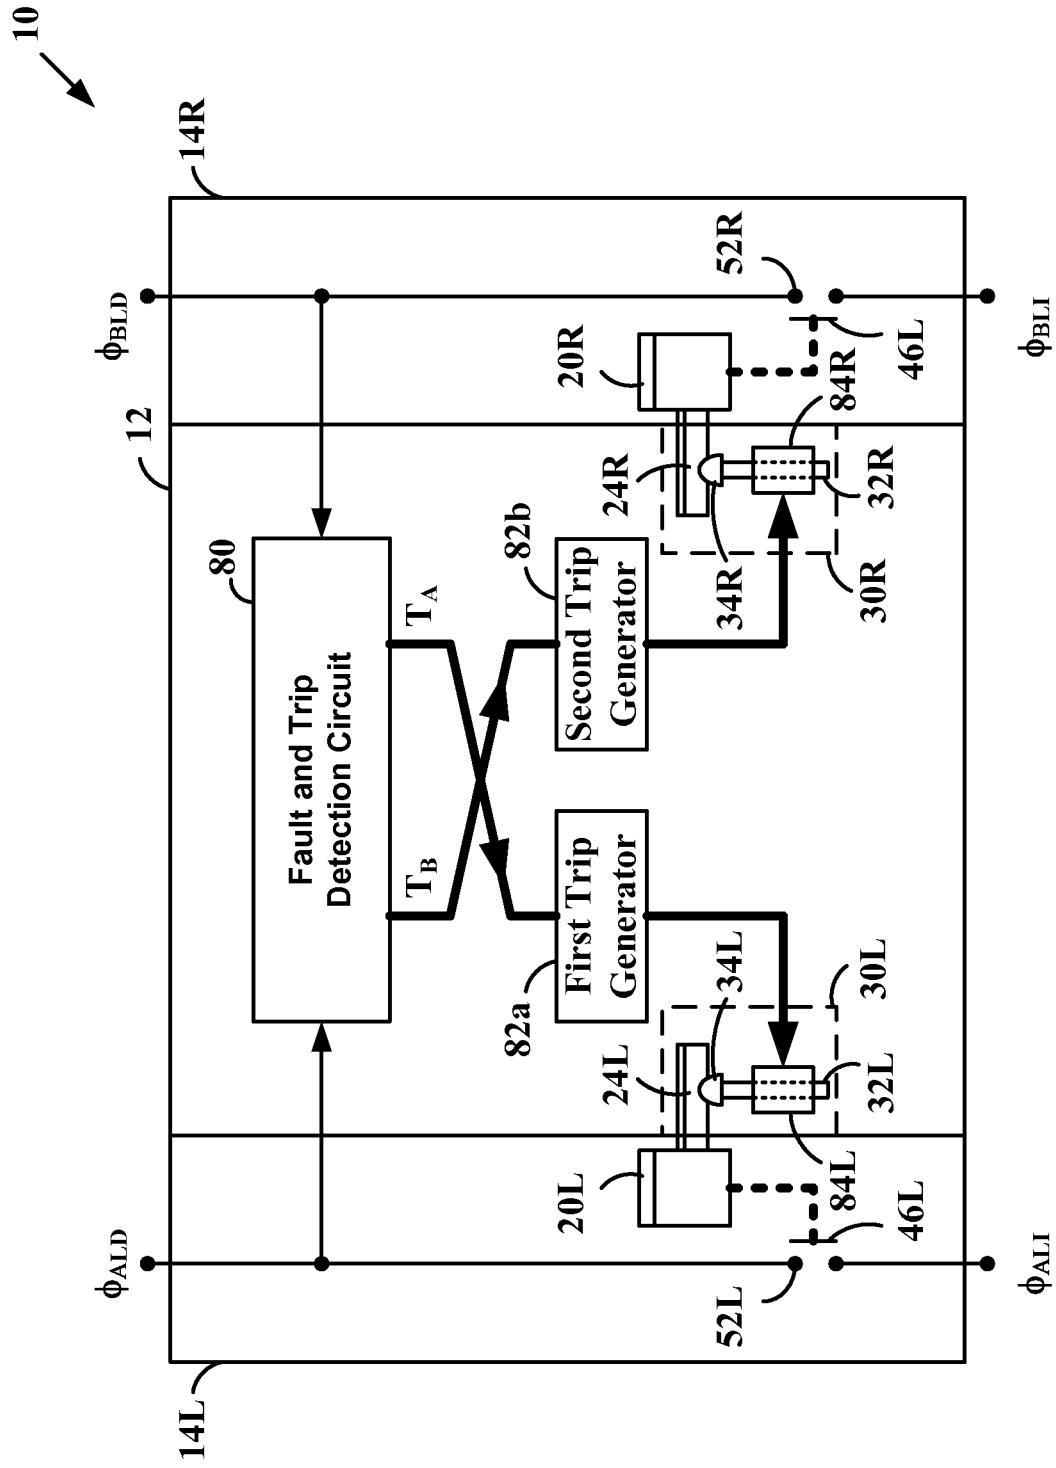 10
14L
14R
12
ϕALD
ϕBLD
80
Fault and Trip
Detection Circuit
TB
TA
82a
First Trip
Generator
82b
Second Trip
Generator
20L
24L
34L
30L
20R
24R
34R
30R
52L
46L
84L
32L
52R
46L
84R
32R
ϕALI
ϕBLI